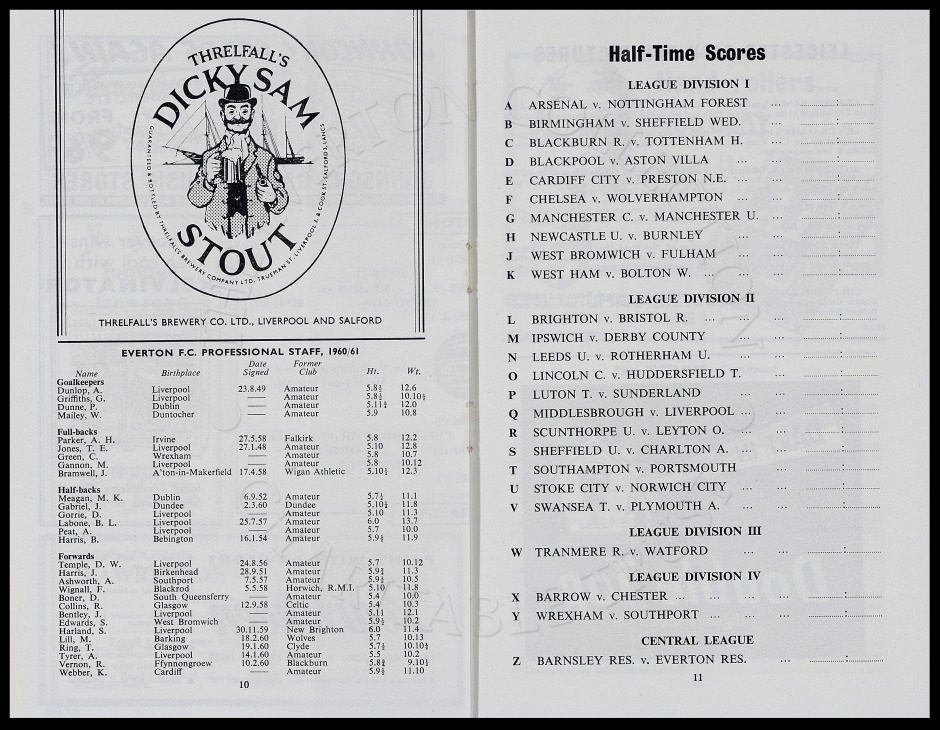 THRELFALL'S
DICKY SAM
STOUT
GUARANTEED & BOTTLED BY THRELFALL'S BREWERY COMPANY LTD. TRUEMAN ST. LIVERPOOL 3, & COOK ST. SALFORD 3, LANCS
THRELFALL'S BREWERY CO. LTD., LIVERPOOL AND SALFORD
EVERTON F.C. PROFESSIONAL STAFF, 1960/61
Name Birthplace Date Signed Former Club Ht. Wt.
Goalkeepers
Dunlop, A. Liverpool 23.8.49 Amateur 5.8½ 12.6
Griffiths, G. Liverpool —— Amateur 5.8½ 10.10½
Dunne, P. Dublin —— Amateur 5.11¾ 12.0
Mailey, W. Duntocher —— Amateur 5.9 10.8
Full-backs
Parker, A. H. Irvine 27.5.58 Falkirk 5.8 12.2
Jones, T. E. Liverpool 27.1.48 Amateur 5.10 12.8
Green, C. Wrexham —— Amateur 5.8 10.7
Gannon, M. Liverpool —— Amateur 5.8 10.12
Bramwell, J. A'ton-in-Makerfield 17.4.58 Wigan Athletic 5.10½ 12.3
Half-backs
Meagan, M. K. Dublin 6.9.52 Amateur 5.7½ 11.1
Gabriel, J. Dundee 2.3.60 Dundee 5.10½ 11.8
Gorrie, D. Liverpool —— Amateur 5.10 11.3
Labone, B. L. Liverpool 25.7.57 Amateur 6.0 13.7
Peat, A. Liverpool —— Amateur 5.7 10.0
Harris, B. Bebington 16.1.54 Amateur 5.9½ 11.9
Forwards
Temple, D. W. Liverpool 24.8.56 Amateur 5.7 10.12
Harris, J. Birkenhead 28.9.51 Amateur 5.9¾ 11.3
Ashworth, A. Southport 7.5.57 Amateur 5.9½ 10.5
Wignall, F. Blackrod 5.5.58 Horwich, R.M.I. 5.10 11.8
Boner, D. South Queensferry —— Amateur 5.4 10.0
Collins, R. Glasgow 12.9.58 Celtic 5.4 10.3
Bentley, J. Liverpool —— Amateur 5.11 12.1
Edwards, S. West Bromwich —— Amateur 5.9½ 10.2
Harland, S. Liverpool 30.11.59 New Brighton 6.0 11.4
Lill, M. Barking 18.2.60 Wolves 5.7 10.13
Ring, T. Glasgow 19.1.60 Clyde 5.7½ 10.10½
Tyrer, A. Liverpool 14.1.60 Amateur 5.5 10.2
Vernon, R. Ffynnongroew 10.2.60 Blackburn 5.8¾ 9.10½
Webber, K. Cardiff —— Amateur 5.9½ 11.10
10
Half-Time Scores
LEAGUE DIVISION I
A ARSENAL v. NOTTINGHAM FOREST ... :
B BIRMINGHAM v. SHEFFIELD WED. ... :
C BLACKBURN R. v. TOTTENHAM H. ... :
D BLACKPOOL v. ASTON VILLA ... ... :
E CARDIFF CITY v. PRESTON N.E. ... ... :
F CHELSEA v. WOLVERHAMPTON ... ... :
G MANCHESTER C. v. MANCHESTER U. ... :
H NEWCASTLE U. v. BURNLEY ... ... :
J WEST BROMWICH v. FULHAM ... ... :
K WEST HAM v. BOLTON W. ... ... ... :
LEAGUE DIVISION II
L BRIGHTON v. BRISTOL R. ... ... ... :
M IPSWICH v. DERBY COUNTY ... ... :
N LEEDS U. v. ROTHERHAM U. ... ... :
O LINCOLN C. v. HUDDERSFIELD T. ... :
P LUTON T. v. SUNDERLAND ... ... :
Q MIDDLESBROUGH v. LIVERPOOL ... ... :
R SCUNTHORPE U. v. LEYTON O. ... ... :
S SHEFFIELD U. v. CHARLTON A. ... ... :
T SOUTHAMPTON v. PORTSMOUTH ... ... :
U STOKE CITY v. NORWICH CITY ... ... :
V SWANSEA T. v. PLYMOUTH A. ... ... :
LEAGUE DIVISION III
W TRANMERE R. v. WATFORD ... ... :
LEAGUE DIVISION IV
X BARROW v. CHESTER ... ... ... :
Y WREXHAM v. SOUTHPORT ... ... ... :
CENTRAL LEAGUE
Z BARNSLEY RES. v. EVERTON RES. ... :
11